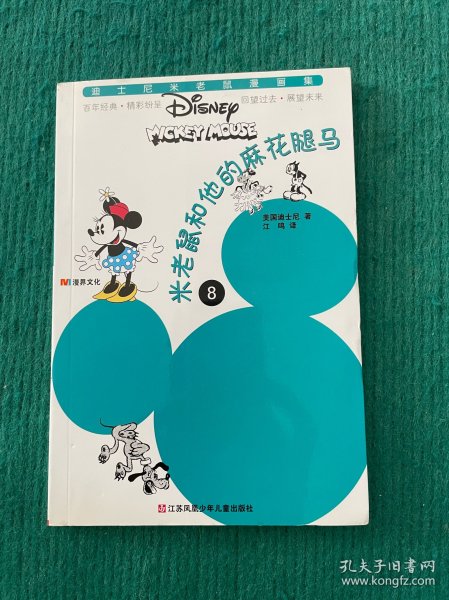 迪士尼米老鼠漫画集
百年经典·精彩纷呈
Disney
回望过去·展望未来
MICKEY MOUSE
米老鼠和他的麻花腿马
美国迪士尼 著
江鸣 译
漫界文化
8
江苏凤凰少年儿童出版社
孔夫子旧书网
www.kongfz.com